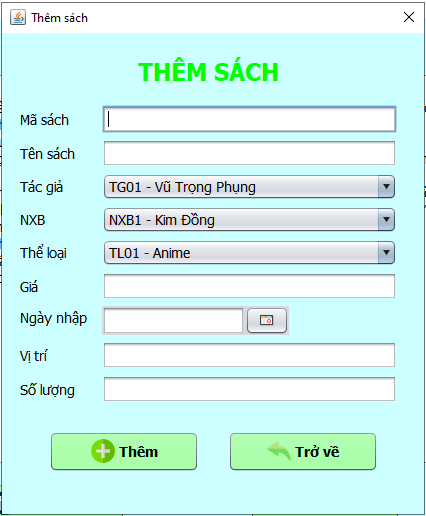 Thêm sách
THÊM SÁCH
Mã sách
Tên sách
Tác giả TG01 - Vũ Trọng Phụng
NXB NXB1 - Kim Đồng
Thể loại TL01 - Anime
Giá
Ngày nhập
Vị trí
Số lượng
Thêm Trở về